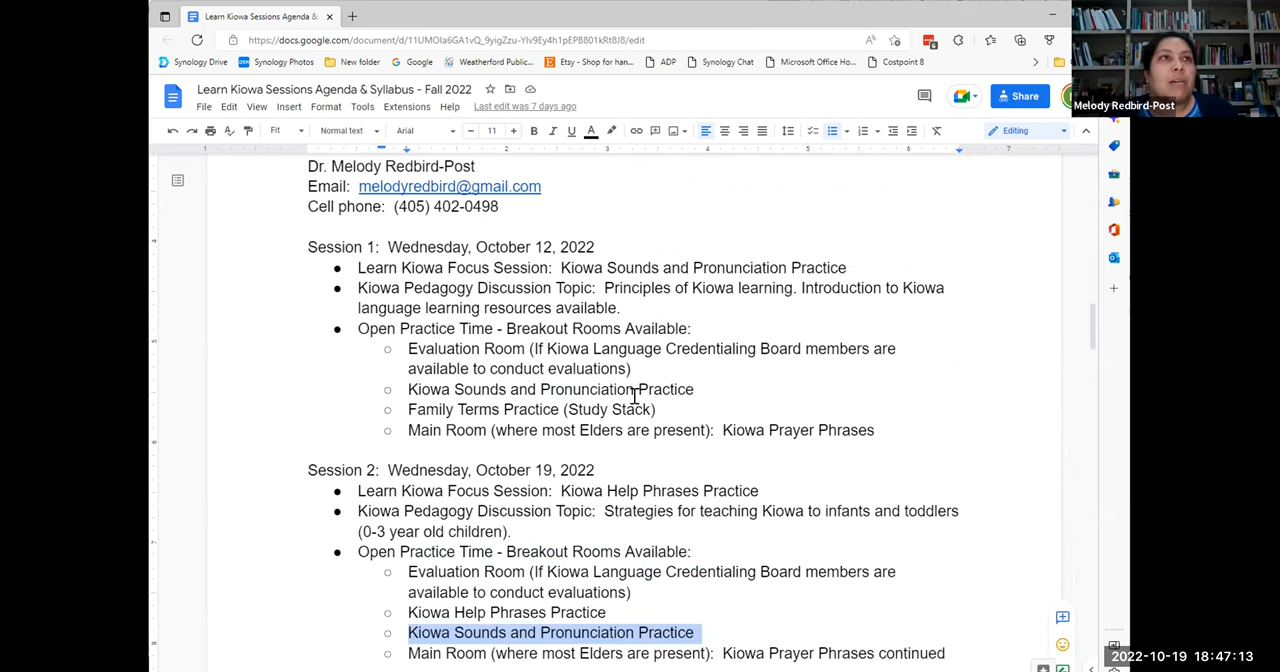 Learn Kiowa Sessions Agenda &
https://docs.google.com/document/d/11UMOIa6GA1vQ_9yigZzu-Ylv9Ey4h1pEPB801kRt8J8/edit
Synology Drive Synology Photos New folder Google Weatherford Public... Etsy - Shop for han... ADP Synology Chat Microsoft Office Ho... Costpoint 8
Melody Redbird-Post
Learn Kiowa Sessions Agenda & Syllabus - Fall 2022
Share
File Edit View Insert Format Tools Extensions Help Last edit was 7 days ago
Fit Normal text Arial 11 Editing
1 2 3 4 5 6 7
Dr. Melody Redbird-Post
Email: melodyredbird@gmail.com
Cell phone: (405) 402-0498
Session 1: Wednesday, October 12, 2022
● Learn Kiowa Focus Session: Kiowa Sounds and Pronunciation Practice
● Kiowa Pedagogy Discussion Topic: Principles of Kiowa learning. Introduction to Kiowa
language learning resources available.
● Open Practice Time - Breakout Rooms Available:
○ Evaluation Room (If Kiowa Language Credentialing Board members are
available to conduct evaluations)
○ Kiowa Sounds and Pronunciation Practice
○ Family Terms Practice (Study Stack)
○ Main Room (where most Elders are present): Kiowa Prayer Phrases
Session 2: Wednesday, October 19, 2022
● Learn Kiowa Focus Session: Kiowa Help Phrases Practice
● Kiowa Pedagogy Discussion Topic: Strategies for teaching Kiowa to infants and toddlers
(0-3 year old children).
● Open Practice Time - Breakout Rooms Available:
○ Evaluation Room (If Kiowa Language Credentialing Board members are
available to conduct evaluations)
○ Kiowa Help Phrases Practice
○ Kiowa Sounds and Pronunciation Practice
○ Main Room (where most Elders are present): Kiowa Prayer Phrases continued
2022-10-19 18:47:13